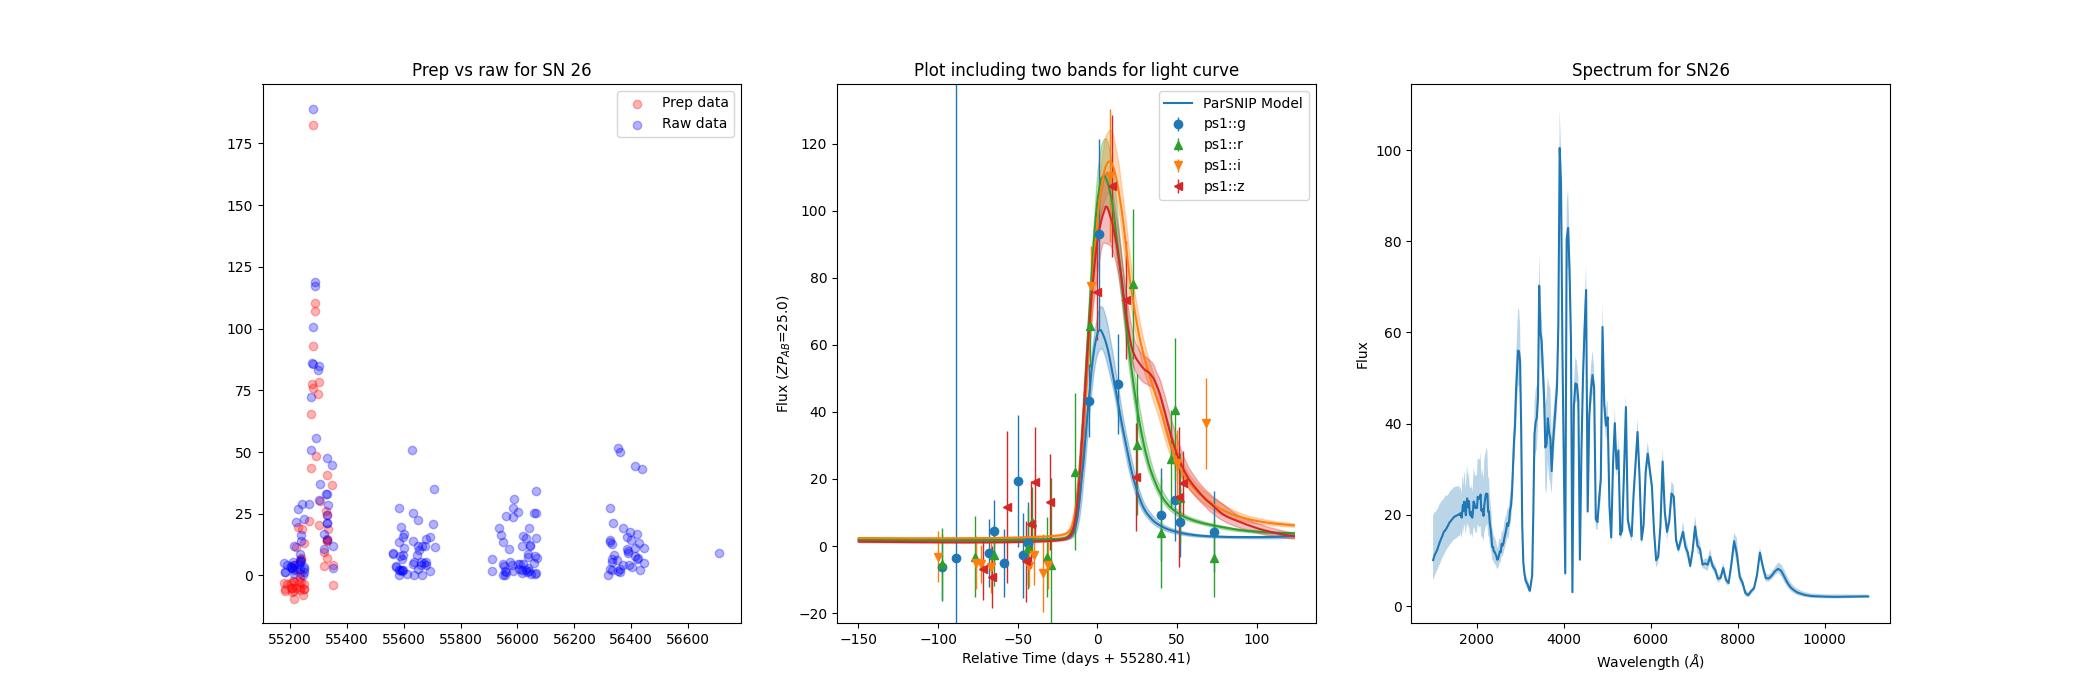 Prep vs raw for SN 26
Prep data
Raw data
175
150
125
100
75
50
25
0
55200 55400 55600 55800 56000 56200 56400 56600
Plot including two bands for light curve
ParSNIP Model
ps1::g
ps1::r
ps1::i
ps1::z
Flux (ZP_AB=25.0)
120
100
80
60
40
20
0
−20
−150 −100 −50 0 50 100
Relative Time (days + 55280.41)
Spectrum for SN26
Flux
100
80
60
40
20
0
2000 4000 6000 8000 10000
Wavelength (Å)